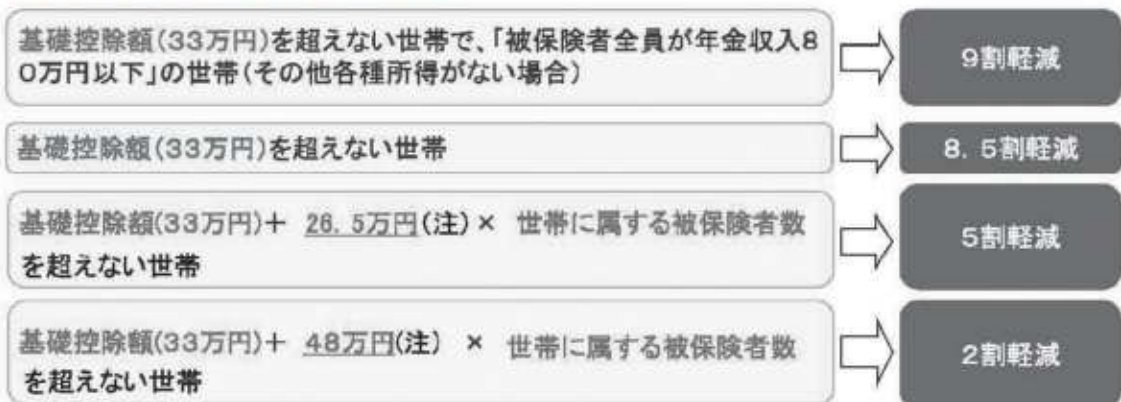 基礎控除額(33万円)を超えない世帯で、「被保険者全員が年金収入8
0万円以下」の世帯(その他各種所得がない場合)
9割軽減
基礎控除額(33万円)を超えない世帯
8.5割軽減
基礎控除額(33万円)+ 26.5万円(注)× 世帯に属する被保険者数
を超えない世帯
5割軽減
基礎控除額(33万円)+ 48万円(注) × 世帯に属する被保険者数
を超えない世帯
2割軽減